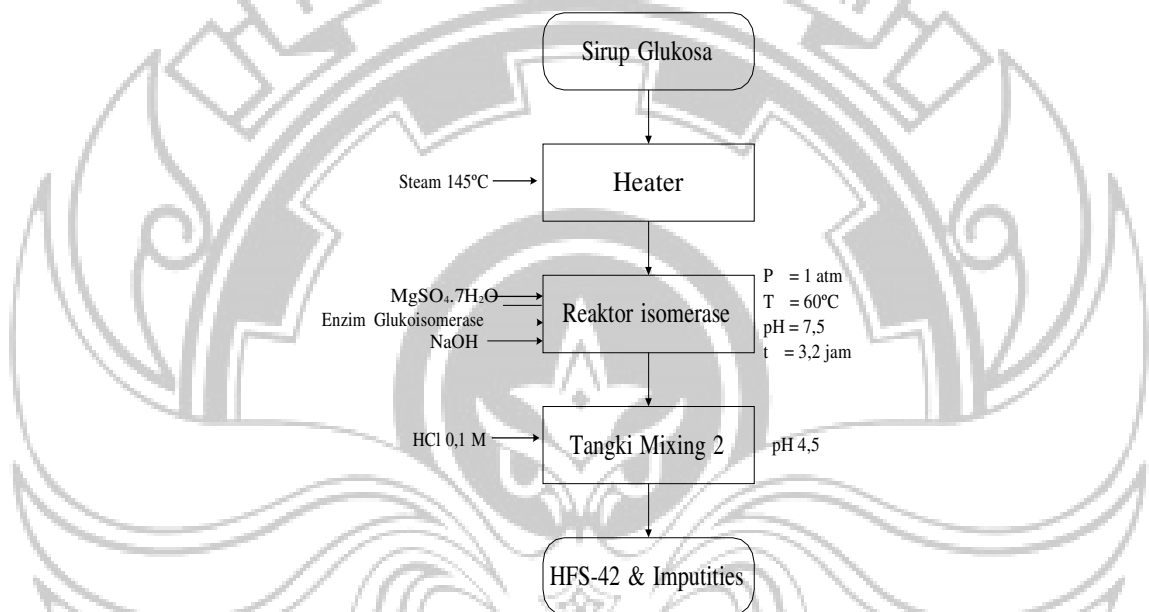 Sirup Glukosa
Steam 145ºC
Heater
MgSO₄.7H₂O
Enzim Glukoisomerase
NaOH
Reaktor isomerase
P = 1 atm
T = 60ºC
pH = 7,5
t = 3,2 jam
HCl 0,1 M
Tangki Mixing 2
pH 4,5
HFS-42 & Imputities